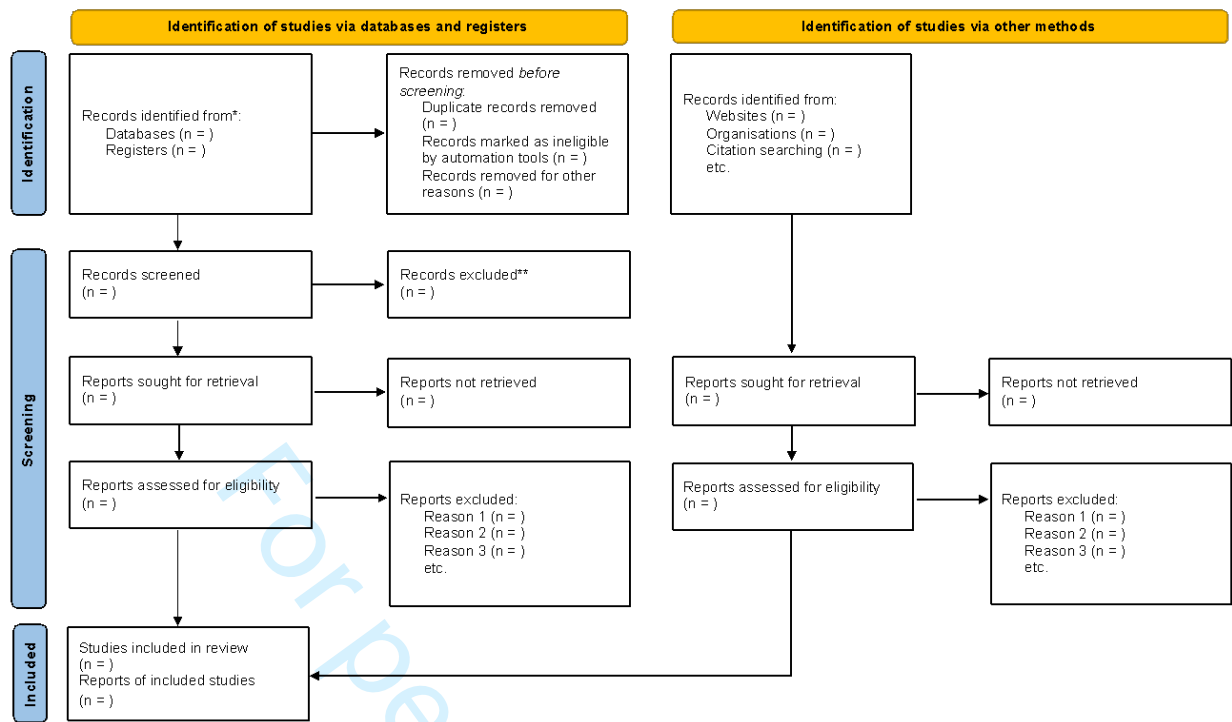 Identification of studies via databases and registers
Identification of studies via other methods
Identification
Records identified from*:
Databases (n = )
Registers (n = )
Records removed before
screening:
Duplicate records removed
(n = )
Records marked as ineligible
by automation tools (n = )
Records removed for other
reasons (n = )
Records identified from:
Websites (n = )
Organisations (n = )
Citation searching (n = )
etc.
Screening
Records screened
(n = )
Records excluded**
(n = )
Reports sought for retrieval
(n = )
Reports not retrieved
(n = )
Reports sought for retrieval
(n = )
Reports not retrieved
(n = )
Reports assessed for eligibility
(n = )
Reports excluded:
Reason 1 (n = )
Reason 2 (n = )
Reason 3 (n = )
etc.
Reports assessed for eligibility
(n = )
Reports excluded:
Reason 1 (n = )
Reason 2 (n = )
Reason 3 (n = )
etc.
Included
Studies included in review
(n = )
Reports of included studies
(n = )
For pe